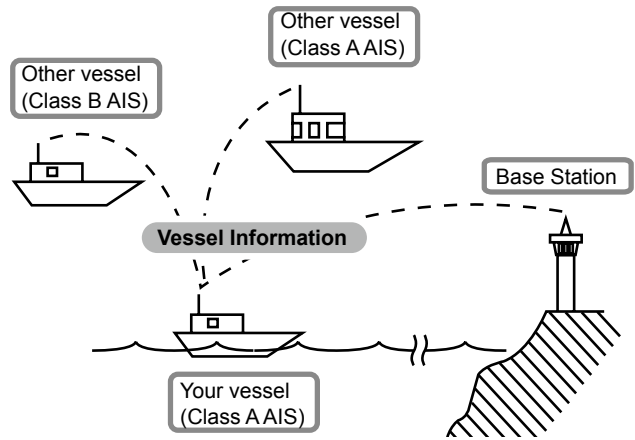 Other vessel
(Class A AIS)
Other vessel
(Class B AIS)
Base Station
Vessel Information
Your vessel
(Class A AIS)